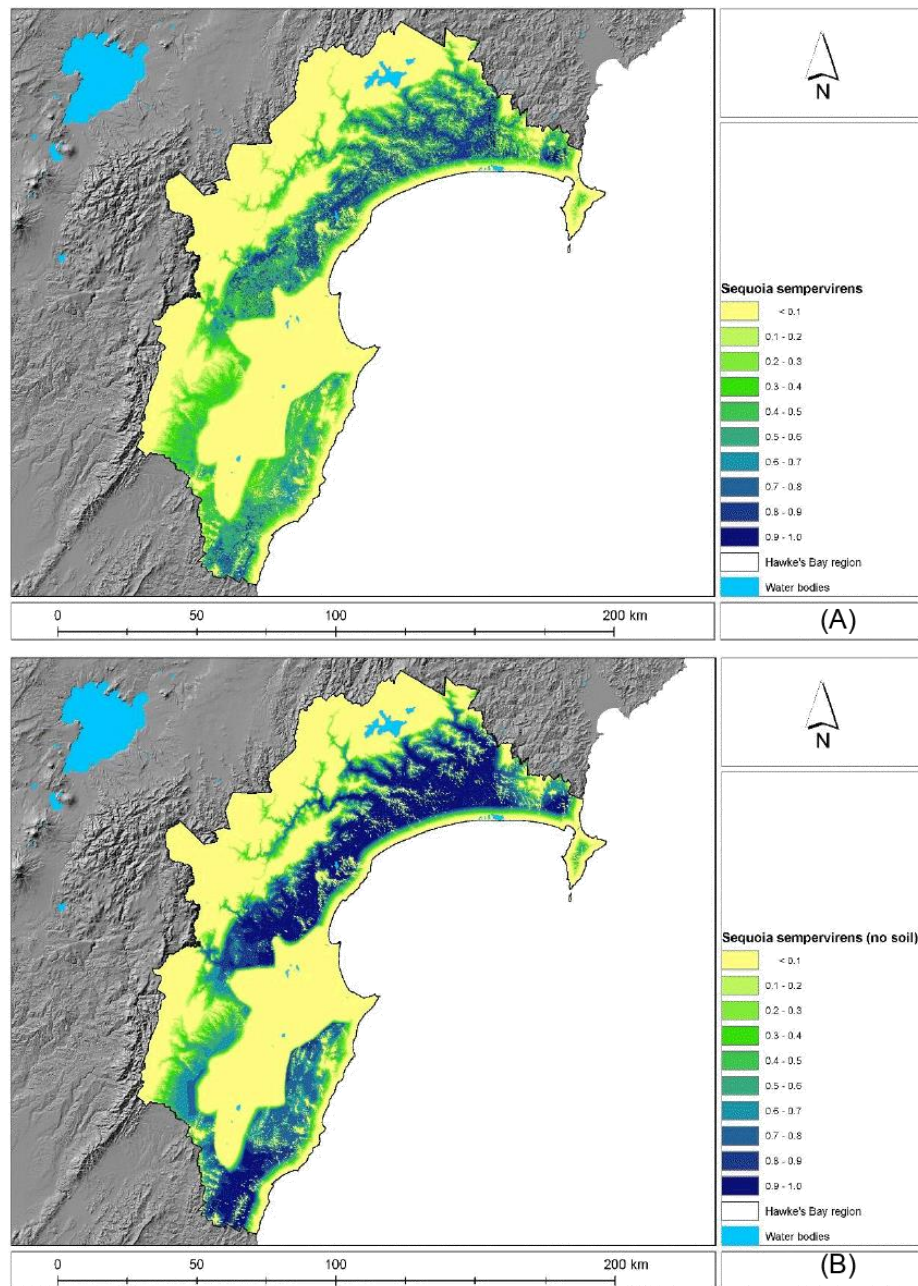 N
Sequoia sempervirens
< 0.1
0.1 - 0.2
0.2 - 0.3
0.3 - 0.4
0.4 - 0.5
0.5 - 0.6
0.6 - 0.7
0.7 - 0.8
0.8 - 0.9
0.9 - 1.0
Hawke's Bay region
Water bodies
0 50 100 200 km
(A)
N
Sequoia sempervirens (no soil)
< 0.1
0.1 - 0.2
0.2 - 0.3
0.3 - 0.4
0.4 - 0.5
0.5 - 0.6
0.6 - 0.7
0.7 - 0.8
0.8 - 0.9
0.9 - 1.0
Hawke's Bay region
Water bodies
0 50 100 200 km
(B)